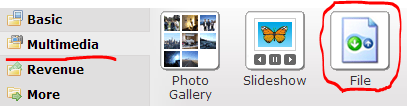 Basic
Multimedia
Revenue
More
Photo
Gallery
Slideshow
File